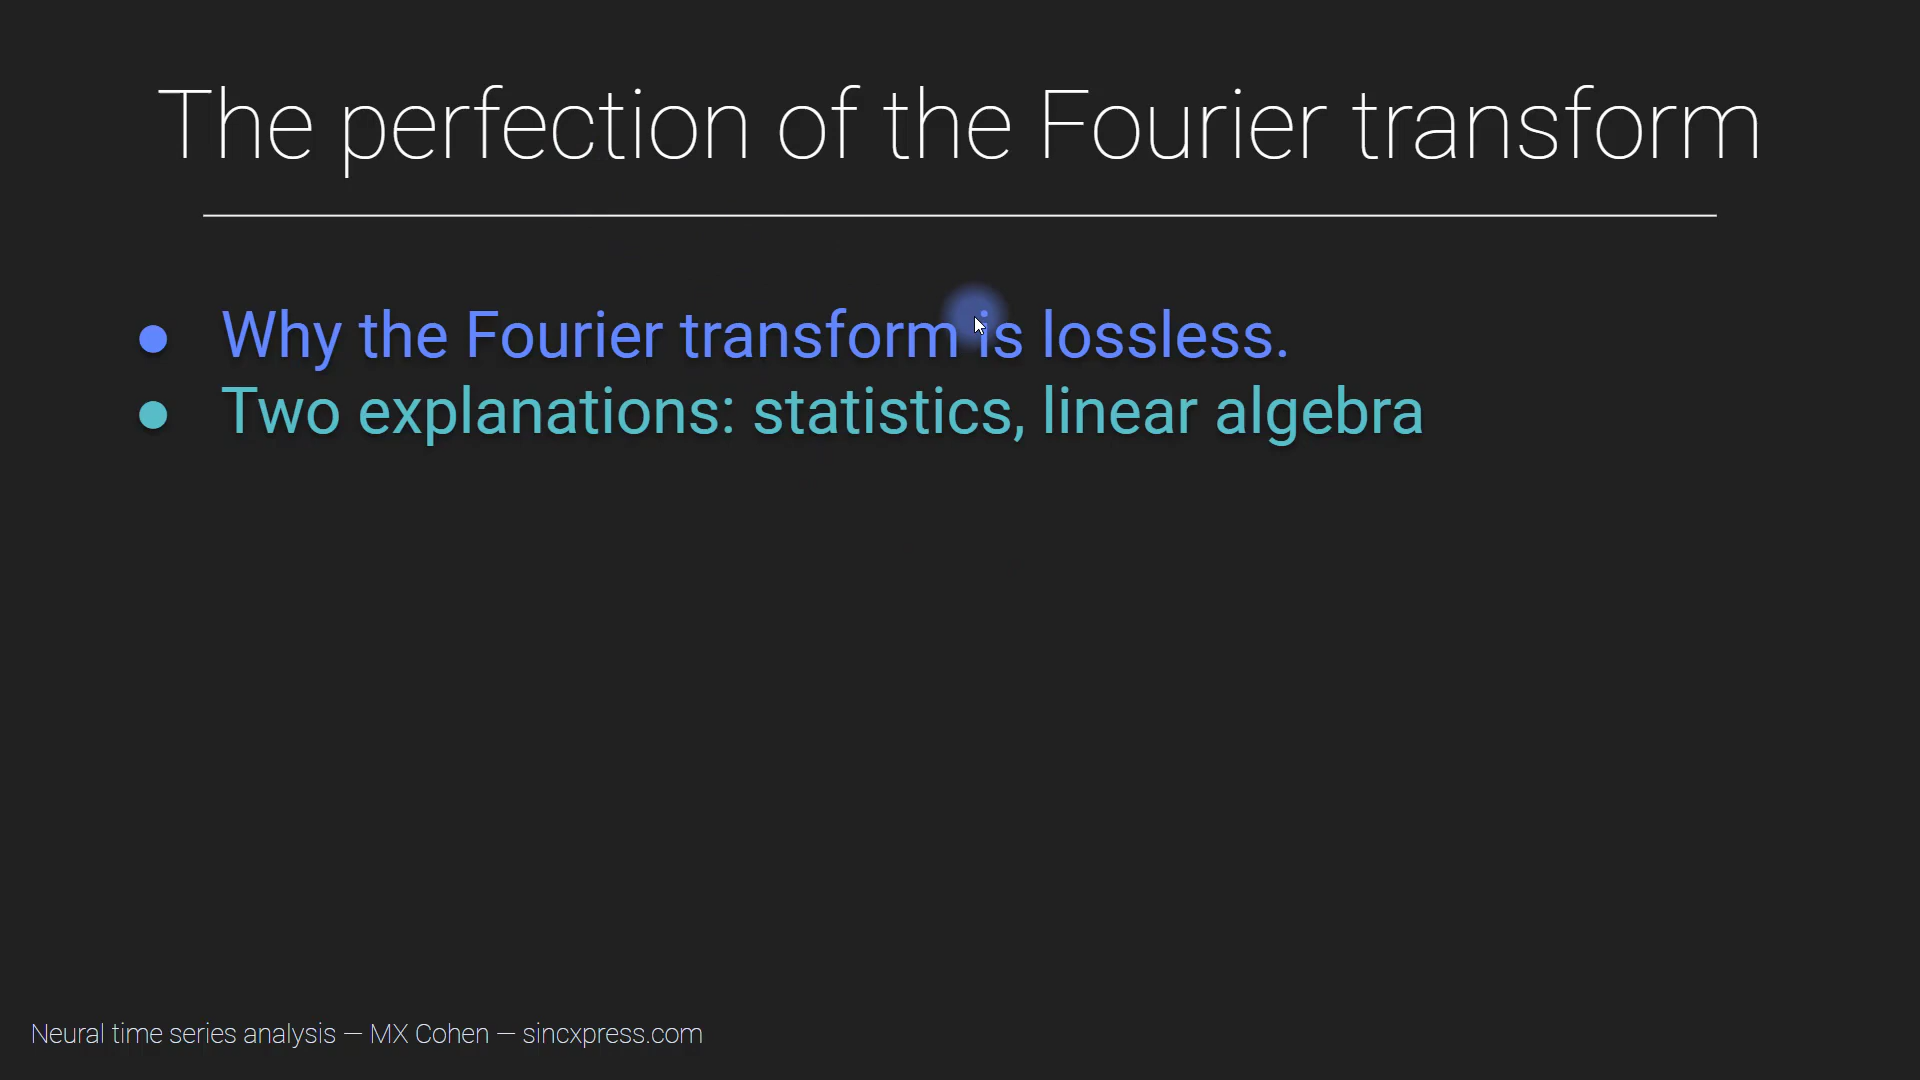 The perfection of the Fourier transform
● Why the Fourier transform is lossless.
● Two explanations: statistics, linear algebra
Neural time series analysis — MX Cohen — sincxpress.com